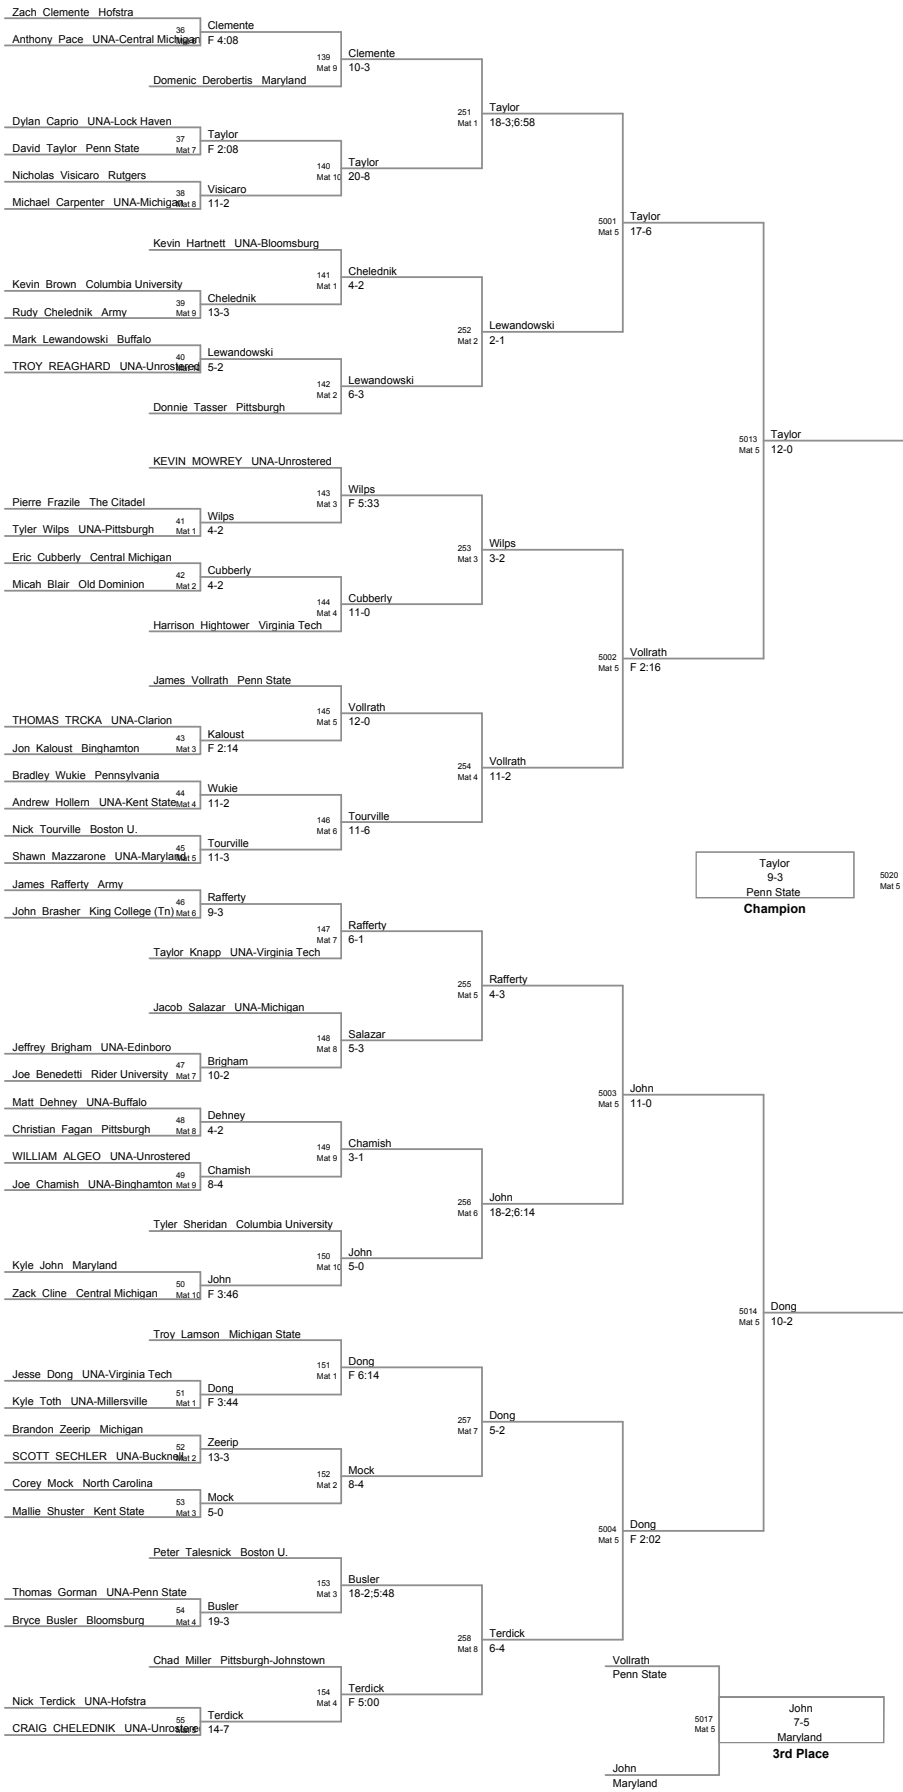 Zach Clemente Hofstra
36 Clemente
Anthony Pace UNA-Central Michigan F 4:08
139 Clemente
Mat 9 10-3
Domenic Derobertis Maryland
251 Taylor
Mat 1 18-3;6:58
Dylan Caprio UNA-Lock Haven
37 Taylor
David Taylor Penn State Mat 7 F 2:08
140 Taylor
Mat 10 20-8
Nicholas Visicaro Rutgers
38 Visicaro
Michael Carpenter UNA-Michigan Mat 8 11-2
5001 Taylor
Mat 5 17-6
Kevin Hartnett UNA-Bloomsburg
141 Chelednik
Mat 1 4-2
Kevin Brown Columbia University
39 Chelednik
Rudy Chelednik Army Mat 9 13-3
252 Lewandowski
Mat 2 2-1
Mark Lewandowski Buffalo
40 Lewandowski
TROY REAGHARD UNA-Unrostered 5-2
142 Lewandowski
Mat 2 6-3
Donnie Tasser Pittsburgh
5013 Taylor
Mat 5 12-0
KEVIN MOWREY UNA-Unrostered
143 Wilps
Mat 3 F 5:33
Pierre Frazile The Citadel
41 Wilps
Tyler Wilps UNA-Pittsburgh Mat 1 4-2
253 Wilps
Mat 3 3-2
Eric Cubberly Central Michigan
42 Cubberly
Micah Blair Old Dominion Mat 2 4-2
144 Cubberly
Mat 4 11-0
Harrison Hightower Virginia Tech
5002 Vollrath
Mat 5 F 2:16
James Vollrath Penn State
145 Vollrath
Mat 5 12-0
THOMAS TRCKA UNA-Clarion
43 Kaloust
Jon Kaloust Binghamton Mat 3 F 2:14
254 Vollrath
Mat 4 11-2
Bradley Wukie Pennsylvania
44 Wukie
Andrew Hollern UNA-Kent State Mat 4 11-2
146 Tourville
Mat 6 11-6
Nick Tourville Boston U.
45 Tourville
Shawn Mazzarone UNA-Maryland Mat 5 11-3
Taylor
9-3
Penn State
Champion
5020
Mat 5
James Rafferty Army
46 Rafferty
John Brasher King College (Tn) Mat 6 9-3
147 Rafferty
Mat 7 6-1
Taylor Knapp UNA-Virginia Tech
255 Rafferty
Mat 5 4-3
Jacob Salazar UNA-Michigan
148 Salazar
Mat 8 5-3
Jeffrey Brigham UNA-Edinboro
47 Brigham
Joe Benedetti Rider University Mat 7 10-2
5003 John
Mat 5 11-0
Matt Dehney UNA-Buffalo
48 Dehney
Christian Fagan Pittsburgh Mat 8 4-2
149 Chamish
Mat 9 3-1
WILLIAM ALGEO UNA-Unrostered
49 Chamish
Joe Chamish UNA-Binghamton Mat 9 8-4
256 John
Mat 6 18-2;6:14
Tyler Sheridan Columbia University
150 John
Mat 10 5-0
Kyle John Maryland
50 John
Zack Cline Central Michigan Mat 10 F 3:46
5014 Dong
Mat 5 10-2
Troy Lamson Michigan State
151 Dong
Mat 1 F 6:14
Jesse Dong UNA-Virginia Tech
51 Dong
Kyle Toth UNA-Millersville Mat 1 F 3:44
257 Dong
Mat 7 5-2
Brandon Zeerip Michigan
52 Zeerip
SCOTT SECHLER UNA-Bucknell Mat 2 13-3
152 Mock
Mat 2 8-4
Corey Mock North Carolina
53 Mock
Mallie Shuster Kent State Mat 3 5-0
5004 Dong
Mat 5 F 2:02
Peter Talesnick Boston U.
153 Busler
Mat 3 18-2;5:48
Thomas Gorman UNA-Penn State
54 Busler
Bryce Busler Bloomsburg Mat 4 19-3
258 Terdick
Mat 8 6-4
Chad Miller Pittsburgh-Johnstown
154 Terdick
Mat 4 F 5:00
Nick Terdick UNA-Hofstra
55 Terdick
CRAIG CHELEDNIK UNA-Unrostered 14-7
Vollrath
Penn State
5017
Mat 5
John
7-5
Maryland
3rd Place
John
Maryland